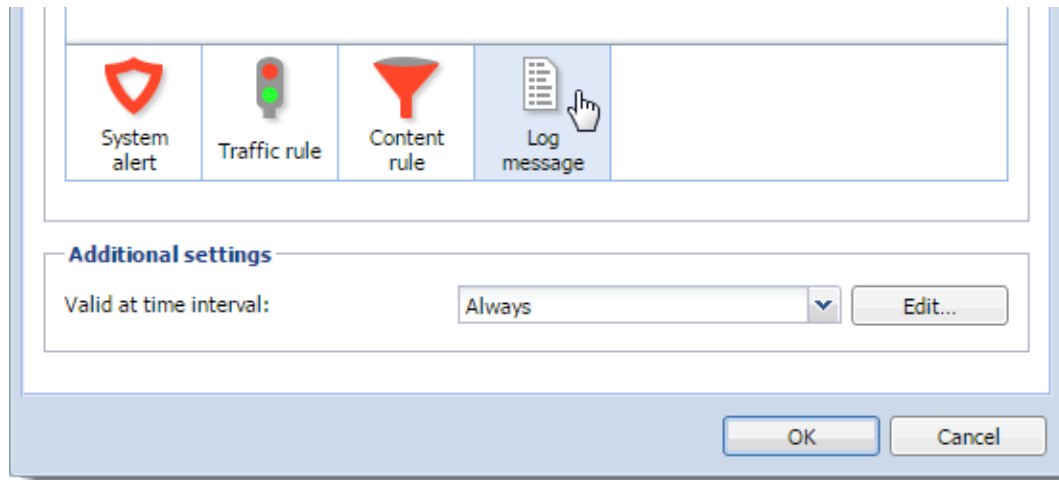 System
alert
Traffic rule
Content
rule
Log
message
Additional settings
Valid at time interval:
Always
Edit...
OK
Cancel